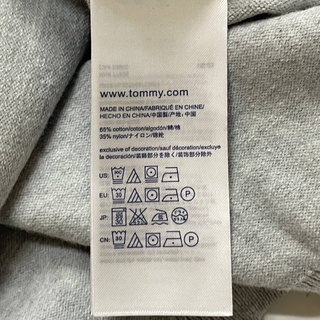 www.tommy.com
MADE IN CHINA/FABRIQUÉ EN CHINE/
HECHO EN CHINA/中国製/产地:中国
65% cotton/coton/algodón/綿/棉
35% nylon/ナイロン/锦纶
exclusive of decoration/sauf décoration/excluye
la decoración/装飾部分を除く/装饰部分除外
US:
EU: 30 P
JP:
CN: 30 P